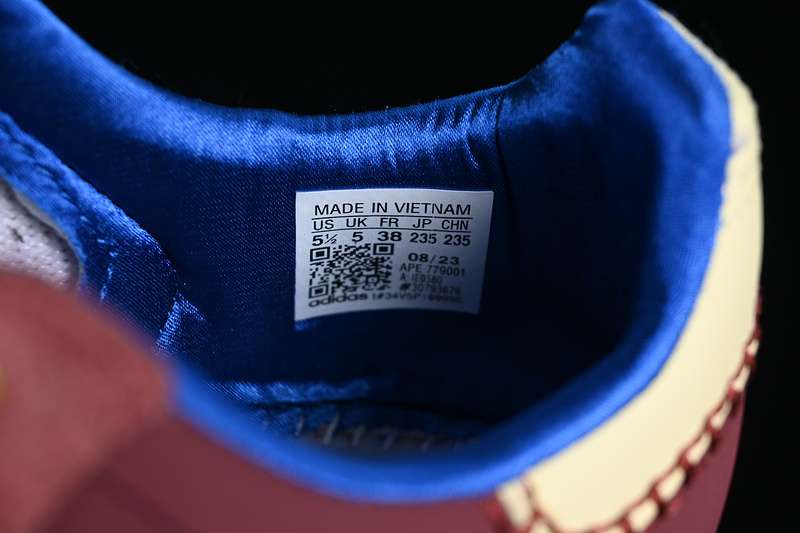 MADE IN VIETNAM
US UK FR JP CHN
5½ 5 38 235 235
08/23
APE 779001
adidas